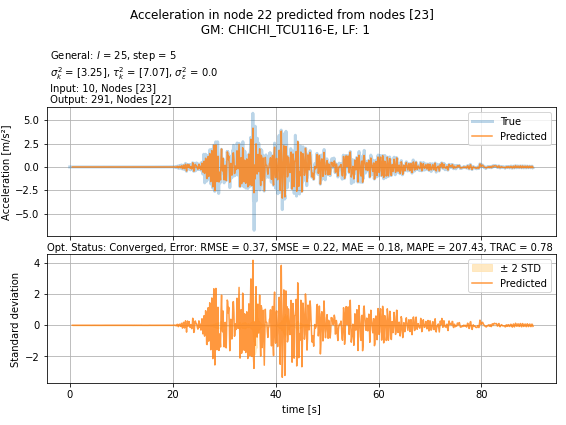 Acceleration in node 22 predicted from nodes [23]
GM: CHICHI_TCU116-E, LF: 1
General: l = 25, step = 5
σ²ₖ = [3.25], τ²ₖ = [7.07], σ²ε = 0.0
Input: 10, Nodes [23]
Output: 291, Nodes [22]
Acceleration [m/s²]
5.0
2.5
0.0
−2.5
−5.0
True
Predicted
Opt. Status: Converged, Error: RMSE = 0.37, SMSE = 0.22, MAE = 0.18, MAPE = 207.43, TRAC = 0.78
Standard deviation
4
2
0
−2
± 2 STD
Predicted
0 20 40 60 80
time [s]